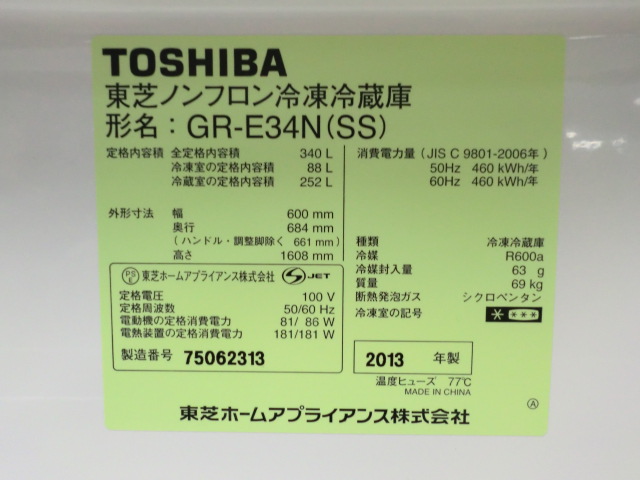 TOSHIBA
東芝ノンフロン冷凍冷蔵庫
形名：GR-E34N(SS)
定格内容積 全定格内容積 340 L
冷凍室の定格内容積 88 L
冷蔵室の定格内容積 252 L
外形寸法 幅 600 mm
奥行 684 mm
(ハンドル・調整脚除く 661 mm)
高さ 1608 mm
消費電力量 (JIS C 9801-2006年)
50Hz 460 kWh/年
60Hz 460 kWh/年
種類 冷凍冷蔵庫
冷媒 R600a
冷媒封入量 63 g
質量 69 kg
断熱発泡ガス シクロペンタン
冷凍室の記号 * ***
PS E 東芝ホームアプライアンス株式会社 S JET
定格電圧 100 V
定格周波数 50/60 Hz
電動機の定格消費電力 81/ 86 W
電熱装置の定格消費電力 181/181 W
製造番号 75062313
2013 年製
温度ヒューズ 77℃
MADE IN CHINA
東芝ホームアプライアンス株式会社
Ⓐ